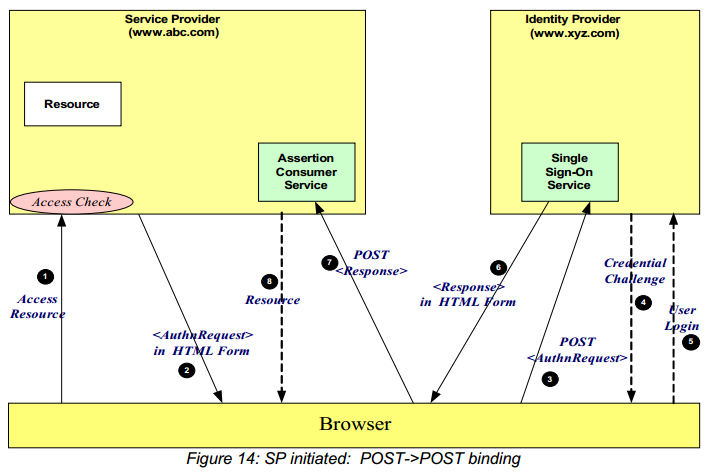 Service Provider
(www.abc.com)
Identity Provider
(www.xyz.com)
Resource
Assertion
Consumer
Service
Single
Sign-On
Service
Access Check
1
Access
Resource
<AuthnRequest>
in HTML Form
2
8
Resource
7
POST
<Response>
6
<Response>
in HTML Form
POST
<AuthnRequest>
3
Credential
Challenge
4
User
Login
5
Browser
Figure 14: SP initiated: POST->POST binding